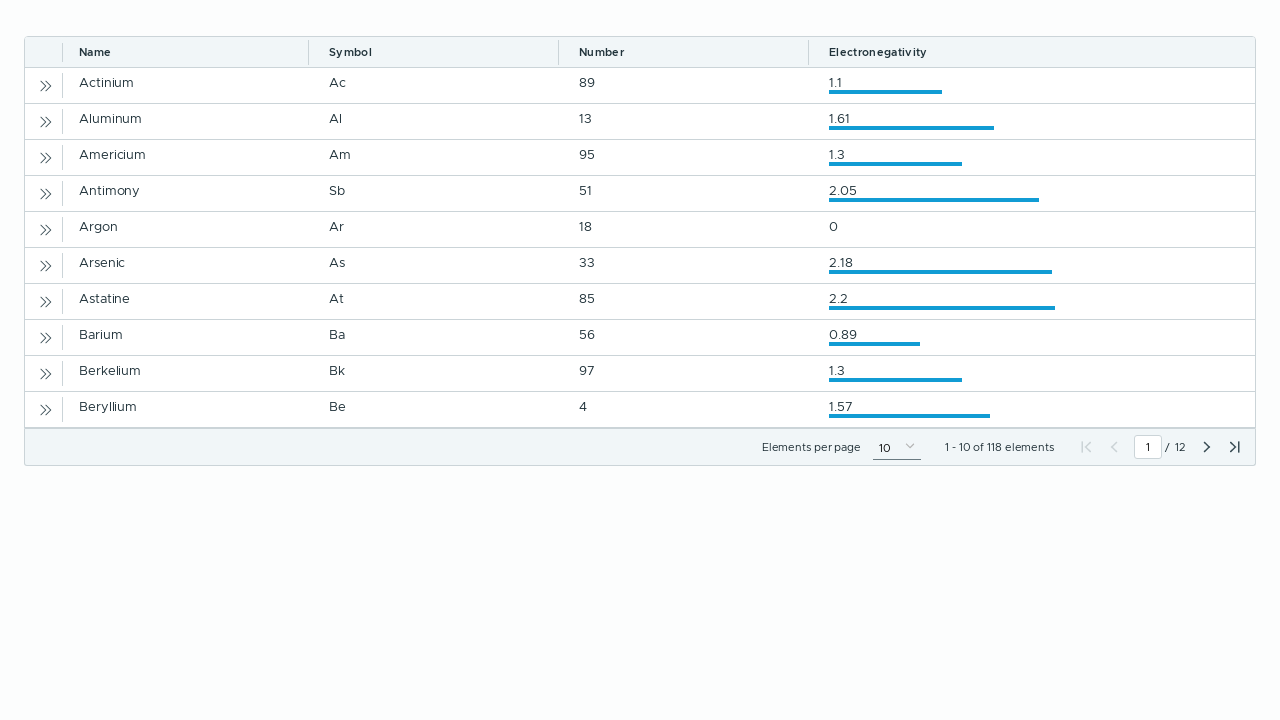 Name Symbol Number Electronegativity
Actinium Ac 89 1.1
Aluminum Al 13 1.61
Americium Am 95 1.3
Antimony Sb 51 2.05
Argon Ar 18 0
Arsenic As 33 2.18
Astatine At 85 2.2
Barium Ba 56 0.89
Berkelium Bk 97 1.3
Beryllium Be 4 1.57
Elements per page 10 1 - 10 of 118 elements 1 / 12